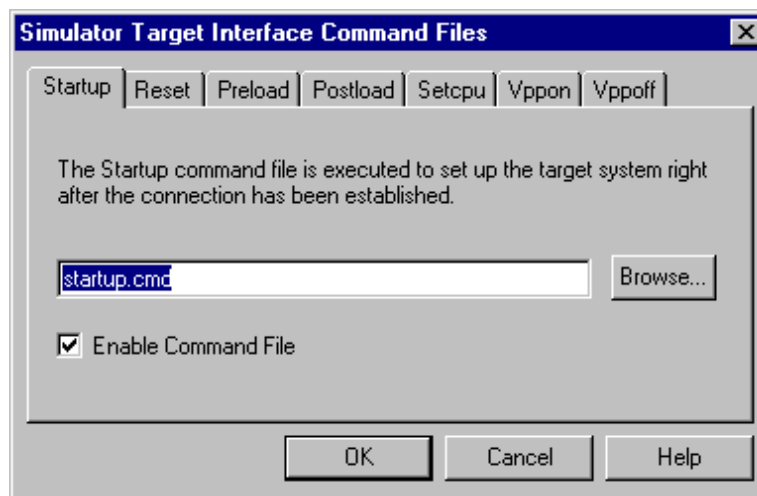 Simulator Target Interface Command Files
Startup Reset Preload Postload Setcpu Vppon Vppoff
The Startup command file is executed to set up the target system right
after the connection has been established.
startup.cmd Browse...
Enable Command File
OK Cancel Help